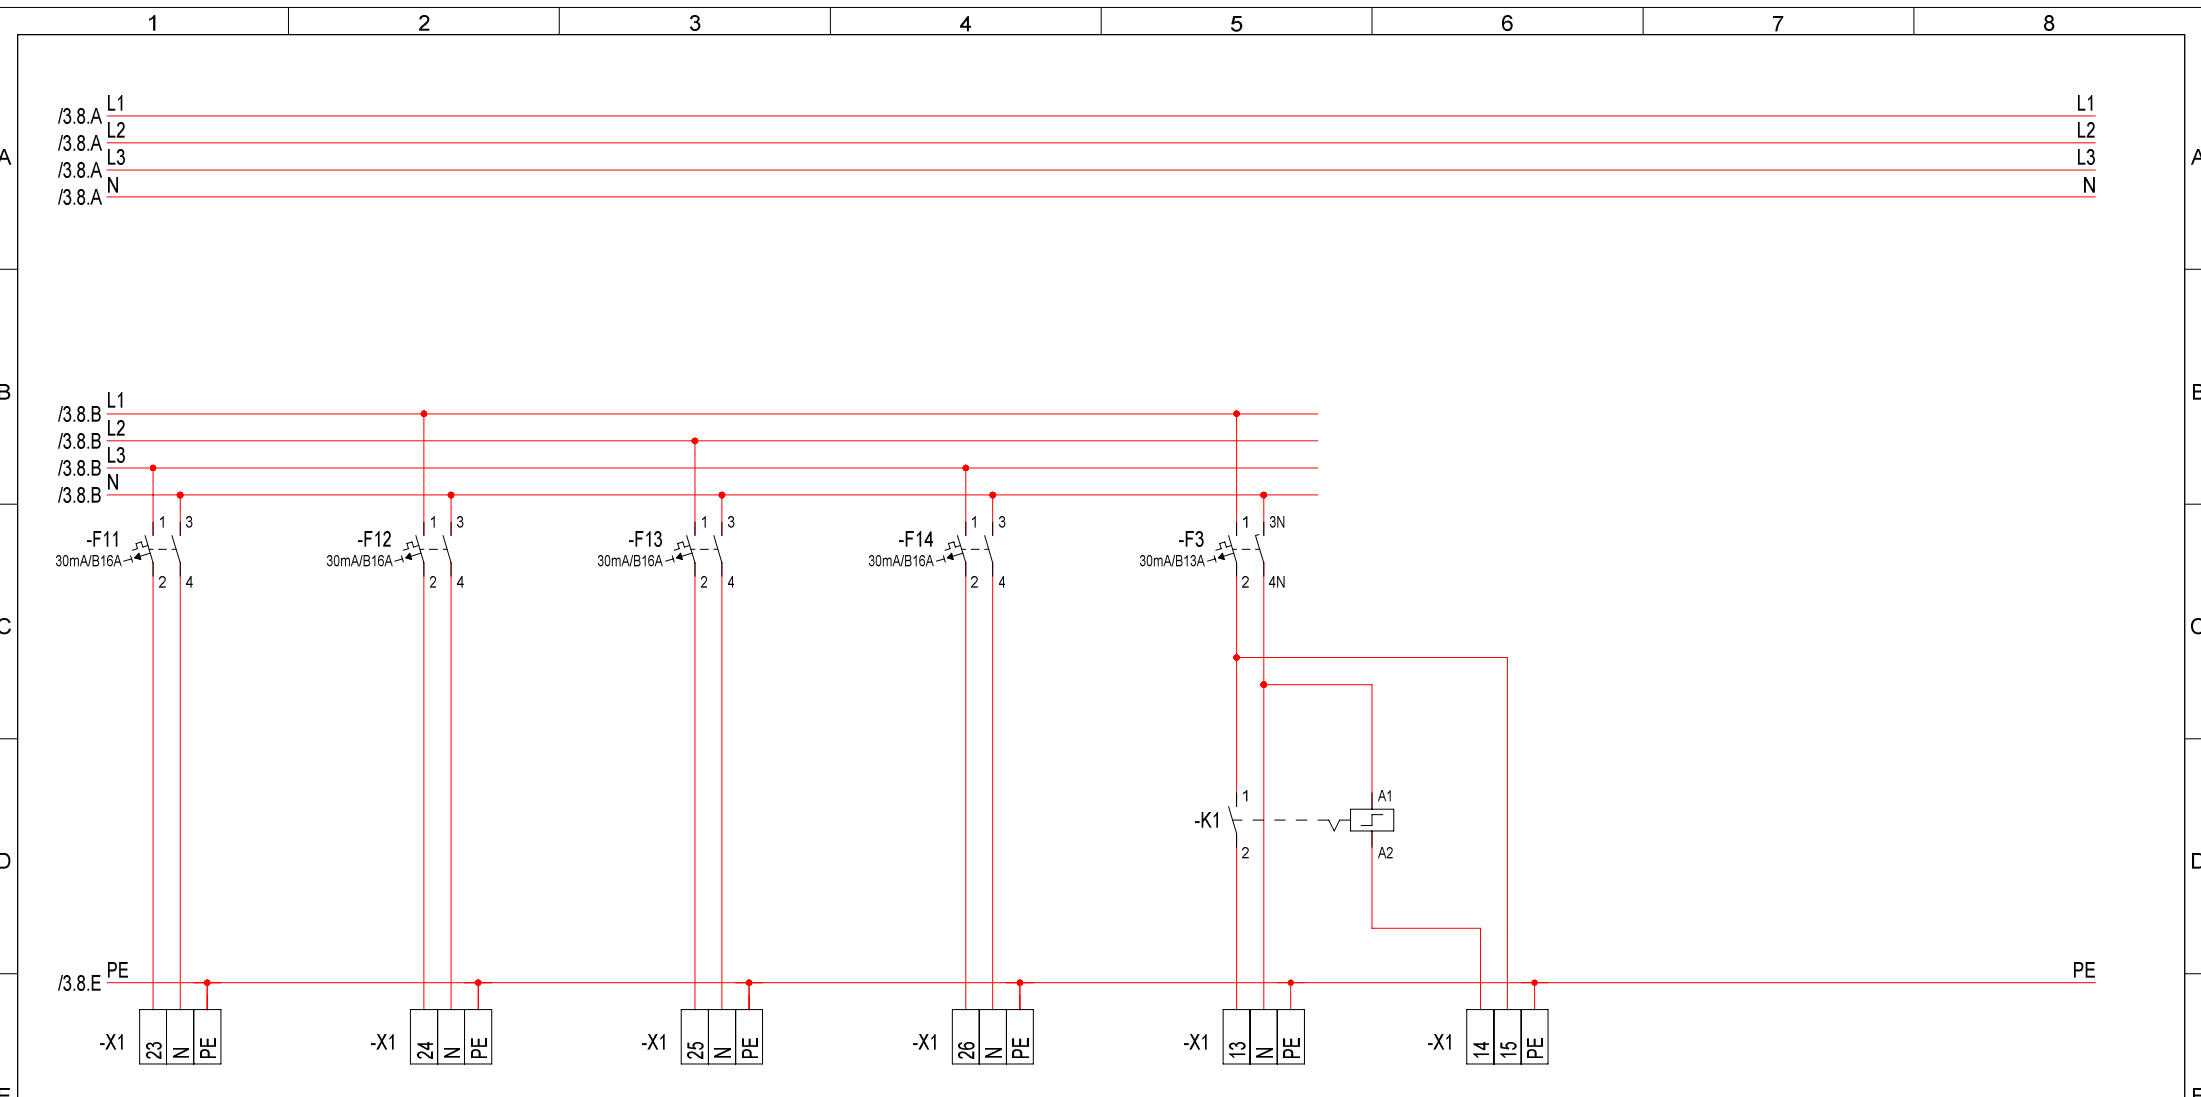 1 2 3 4 5 6 7 8
L1 L1
/3.8.A
L2 L2
/3.8.A
A A
L3 L3
/3.8.A
N N
/3.8.A
B B
L1
/3.8.B
L2
/3.8.B
L3
/3.8.B
N
/3.8.B
1 3 1 3 1 3 1 3 1 3N
-F11 -F12 -F13 -F14 -F3
30mA/B16A 30mA/B16A 30mA/B16A 30mA/B16A 30mA/B13A
2 4 2 4 2 4 2 4 2 4N
C C
1 A1
-K1
2 A2
D D
PE PE
/3.8.E
-X1 23 N PE -X1 24 N PE -X1 25 N PE -X1 26 N PE -X1 13 N PE -X1 14 15 PE